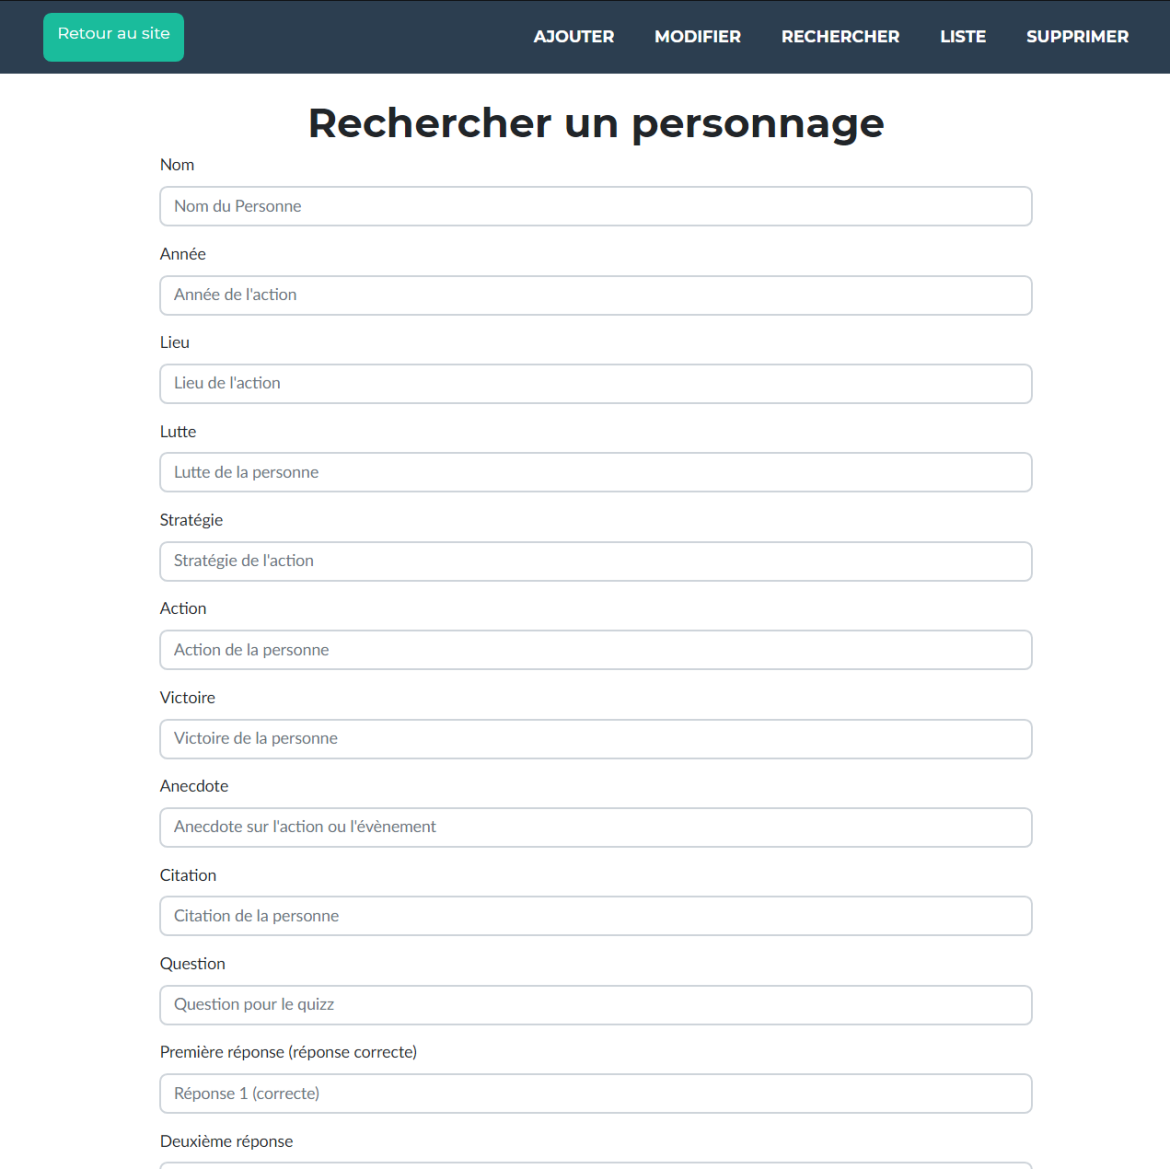 Retour au site
AJOUTER MODIFIER RECHERCHER LISTE SUPPRIMER
Rechercher un personnage
Nom
Nom du Personne
Année
Année de l'action
Lieu
Lieu de l'action
Lutte
Lutte de la personne
Stratégie
Stratégie de l'action
Action
Action de la personne
Victoire
Victoire de la personne
Anecdote
Anecdote sur l'action ou l'évènement
Citation
Citation de la personne
Question
Question pour le quizz
Première réponse (réponse correcte)
Réponse 1 (correcte)
Deuxième réponse